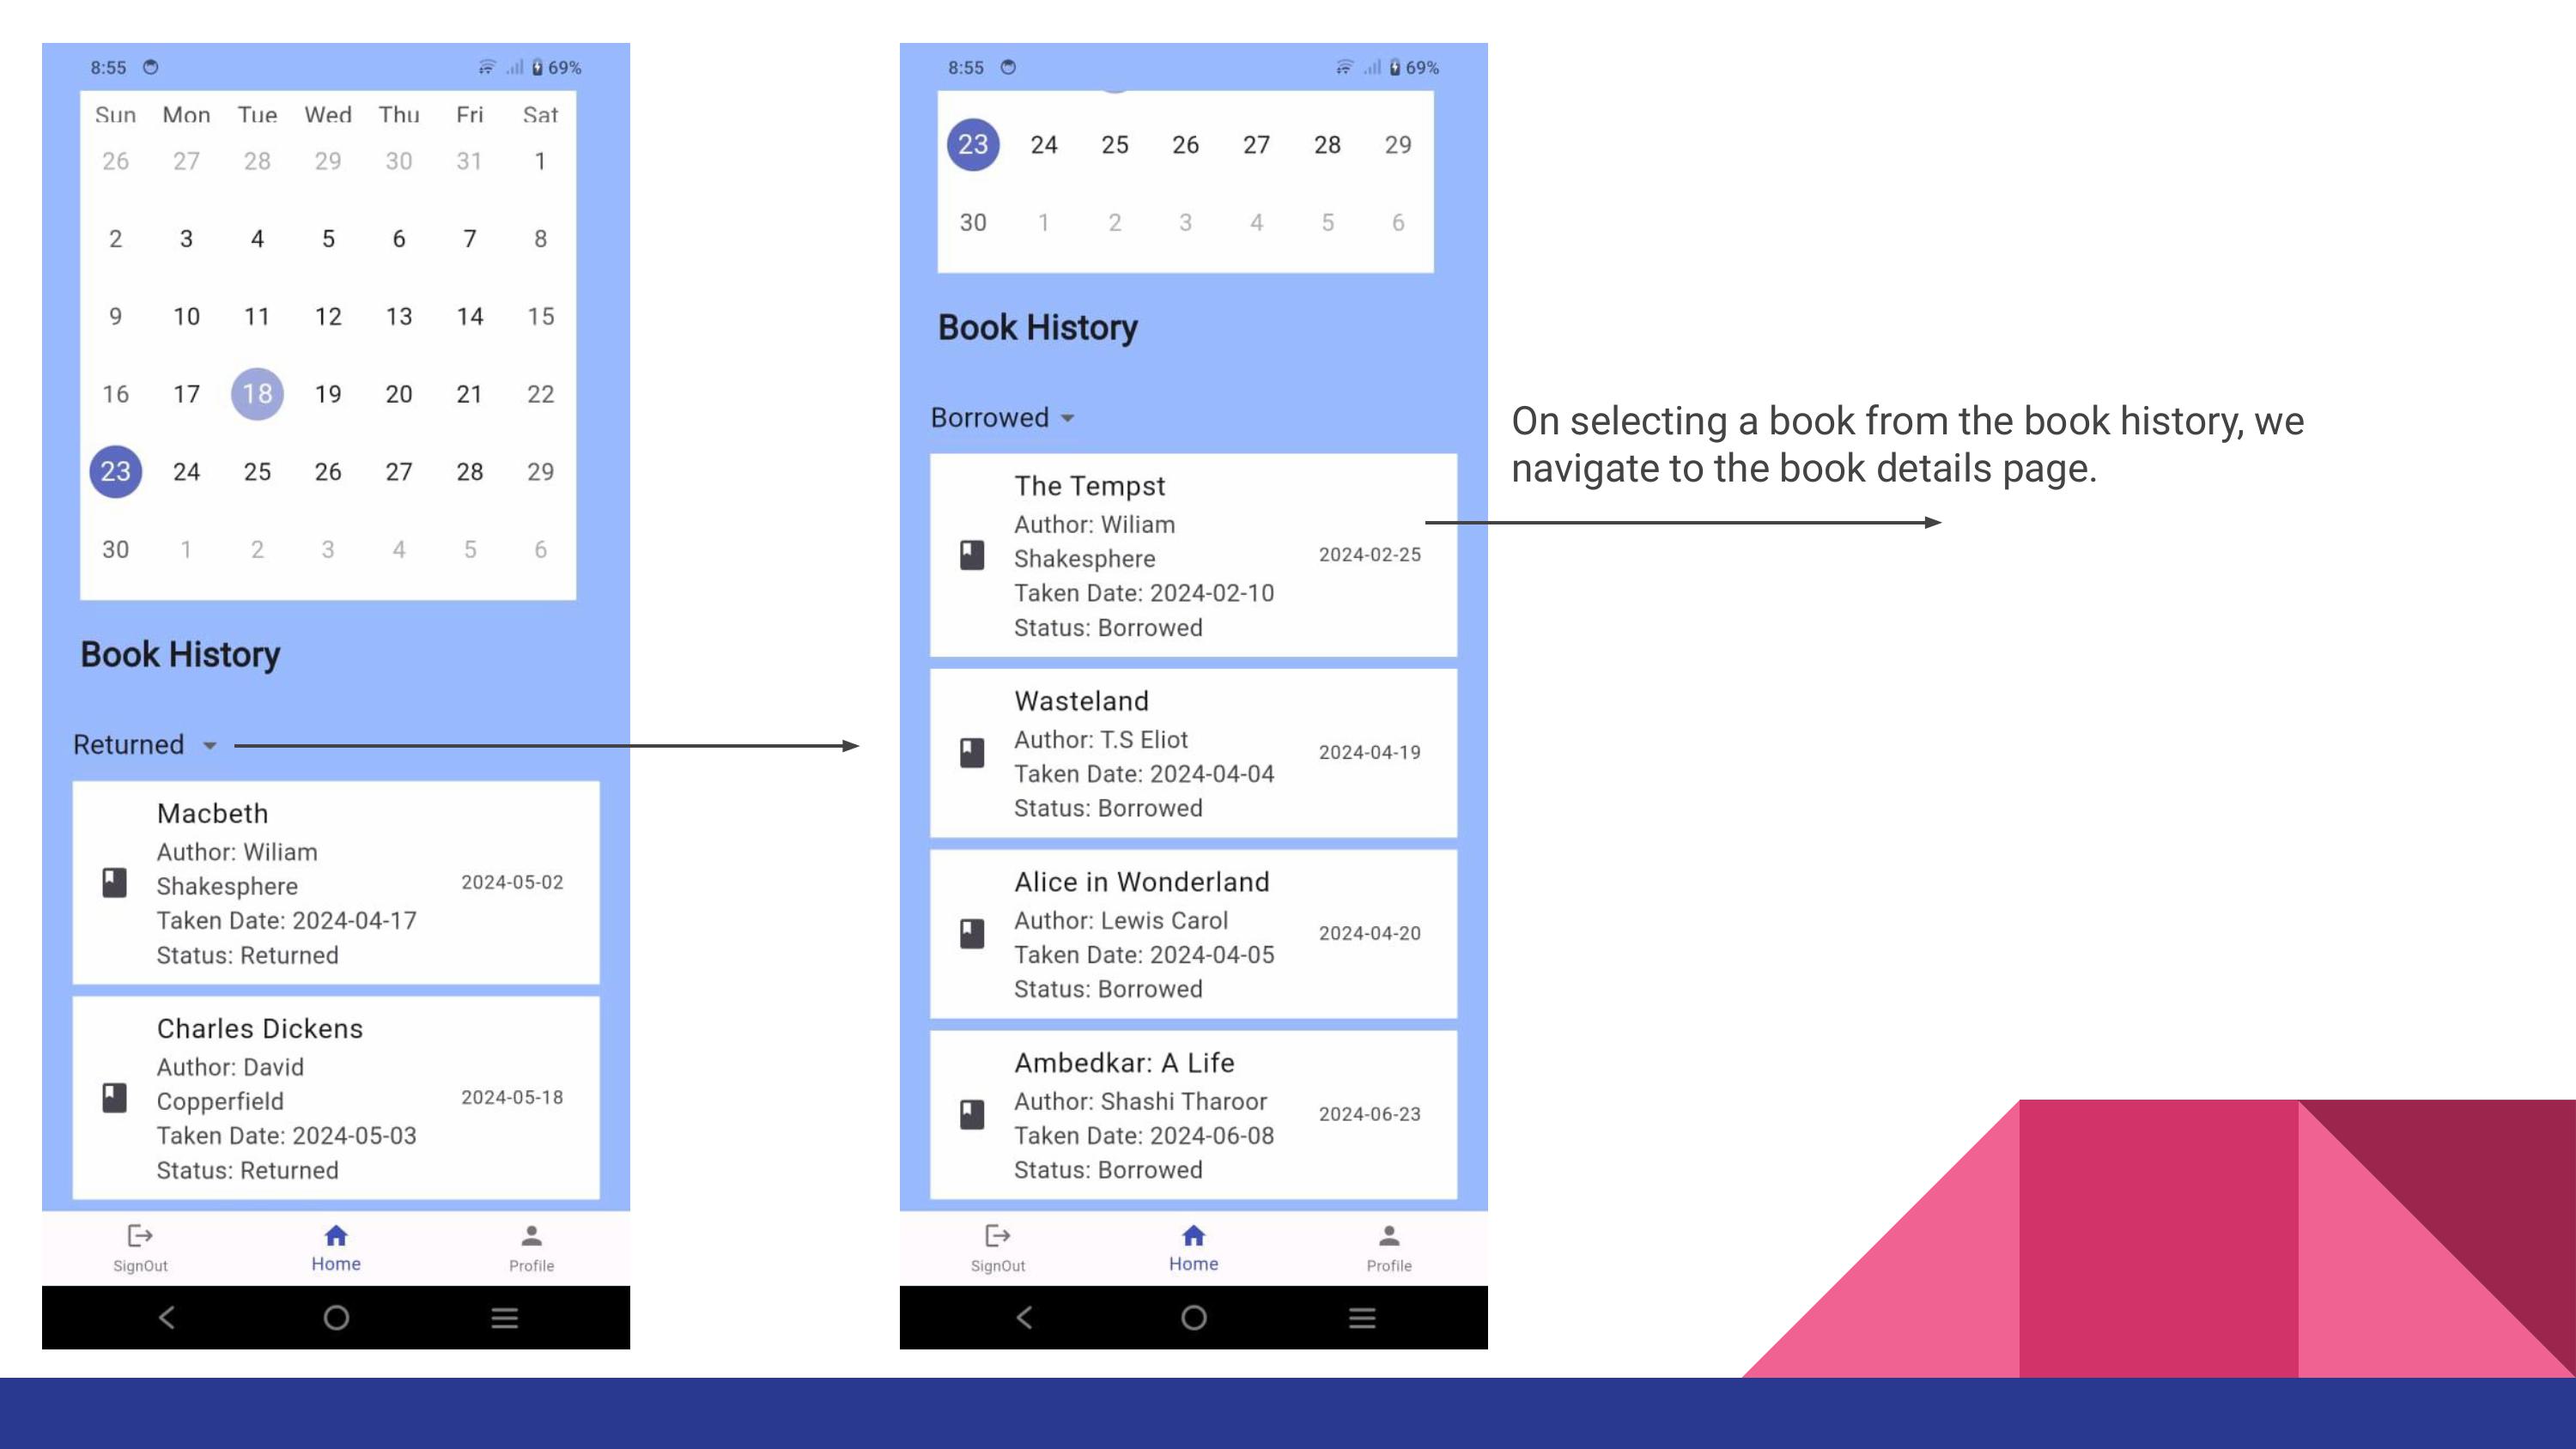 8:55
69%
Sun Mon Tue Wed Thu Fri Sat
26 27 28 29 30 31 1
2 3 4 5 6 7 8
9 10 11 12 13 14 15
16 17 18 19 20 21 22
23 24 25 26 27 28 29
30 1 2 3 4 5 6
Book History
Returned
Macbeth
Author: Wiliam
Shakesphere
Taken Date: 2024-04-17
Status: Returned
2024-05-02
Charles Dickens
Author: David
Copperfield
Taken Date: 2024-05-03
Status: Returned
2024-05-18
SignOut Home Profile
8:55
69%
23 24 25 26 27 28 29
30 1 2 3 4 5 6
Book History
Borrowed
The Tempst
Author: Wiliam
Shakesphere
Taken Date: 2024-02-10
Status: Borrowed
2024-02-25
Wasteland
Author: T.S Eliot
Taken Date: 2024-04-04
Status: Borrowed
2024-04-19
Alice in Wonderland
Author: Lewis Carol
Taken Date: 2024-04-05
Status: Borrowed
2024-04-20
Ambedkar: A Life
Author: Shashi Tharoor
Taken Date: 2024-06-08
Status: Borrowed
2024-06-23
SignOut Home Profile
On selecting a book from the book history, we
navigate to the book details page.